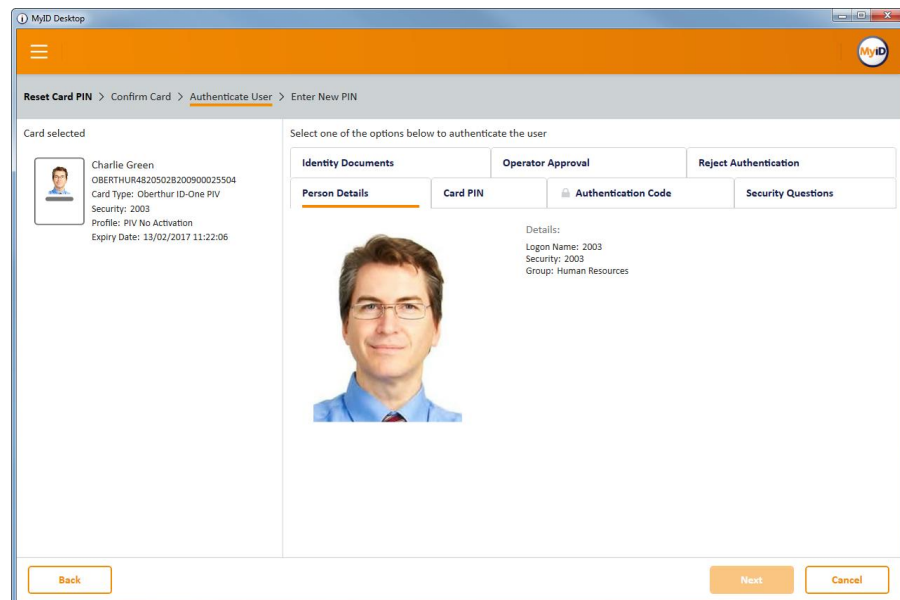 MyID Desktop
MyID
Reset Card PIN > Confirm Card > Authenticate User > Enter New PIN
Card selected
Charlie Green
OBERTHUR4820502B200900025504
Card Type: Oberthur ID-One PIV
Security: 2003
Profile: PIV No Activation
Expiry Date: 13/02/2017 11:22:06
Select one of the options below to authenticate the user
Identity Documents Operator Approval Reject Authentication
Person Details Card PIN Authentication Code Security Questions
Details:
Logon Name: 2003
Security: 2003
Group: Human Resources
Back Next Cancel